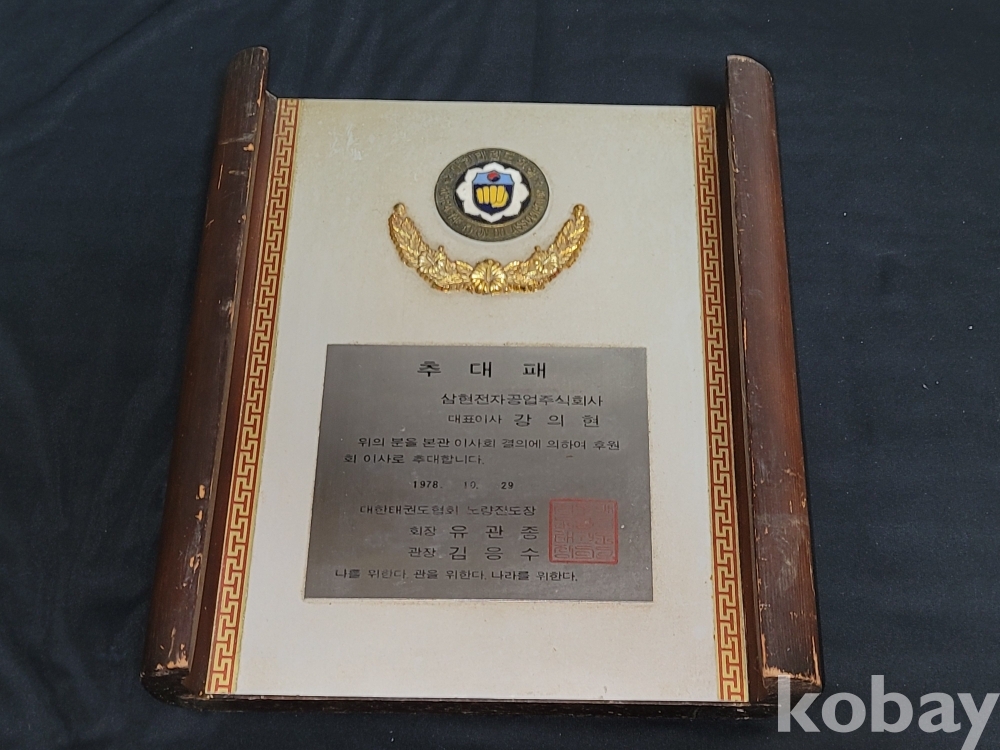 추 대 패
삼현전자공업주식회사
대표이사 강 의 현
위의 분을 본관 이사회 결의에 의하여 후원
회 이사로 추대합니다.
1978. 10. 29
대한태권도협회 노량진도장
회장 유 관 종
관장 김 응 수
나를 위한다. 관을 위한다. 나라를 위한다.
kobay